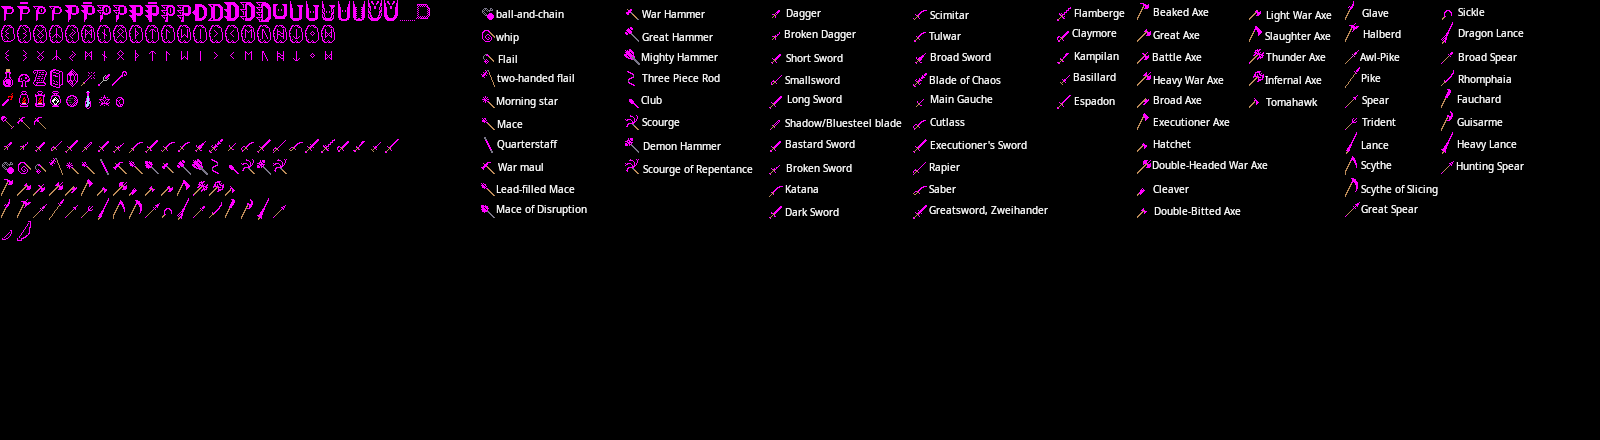 ball-and-chain
whip
Flail
two-handed flail
Morning star
Mace
Quarterstaff
War maul
Lead-filled Mace
Mace of Disruption
War Hammer
Great Hammer
Mighty Hammer
Three Piece Rod
Club
Scourge
Demon Hammer
Scourge of Repentance
Dagger
Broken Dagger
Short Sword
Smallsword
Long Sword
Shadow/Bluesteel blade
Bastard Sword
Broken Sword
Katana
Dark Sword
Scimitar
Tulwar
Broad Sword
Blade of Chaos
Main Gauche
Cutlass
Executioner's Sword
Rapier
Saber
Greatsword, Zweihander
Flamberge
Claymore
Kampilan
Basillard
Espadon
Beaked Axe
Great Axe
Battle Axe
Heavy War Axe
Broad Axe
Executioner Axe
Hatchet
Double-Headed War Axe
Cleaver
Double-Bitted Axe
Light War Axe
Slaughter Axe
Thunder Axe
Infernal Axe
Tomahawk
Glave
Halberd
Awl-Pike
Pike
Spear
Trident
Lance
Scythe
Scythe of Slicing
Great Spear
Sickle
Dragon Lance
Broad Spear
Rhomphaia
Fauchard
Guisarme
Heavy Lance
Hunting Spear